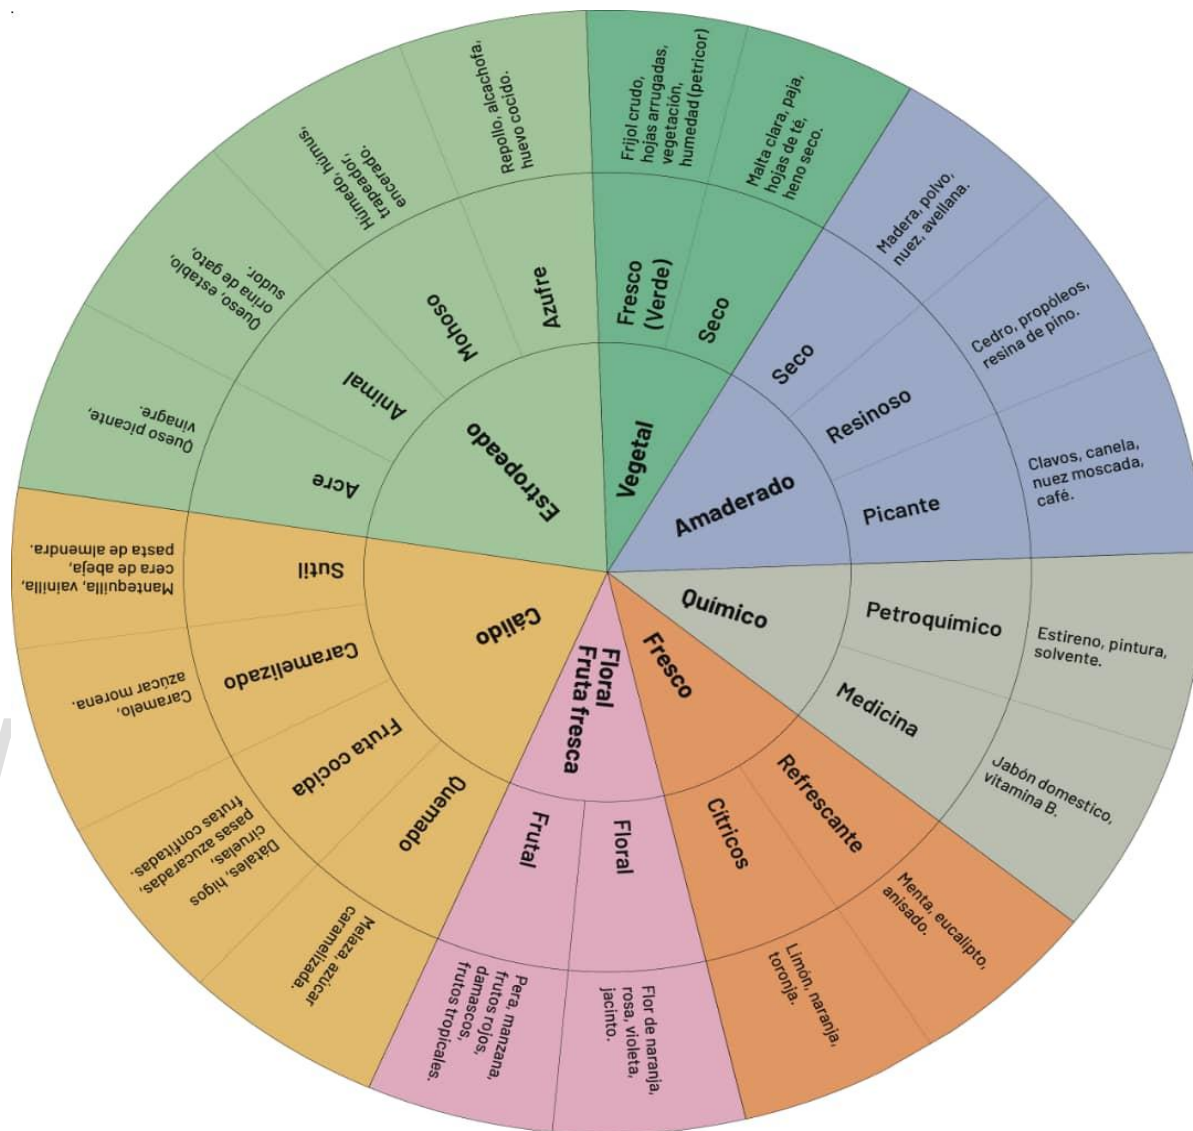 Vegetal
Fresco
(Verde)
Frijol crudo,
hojas arrugadas,
vegetación,
humedad (petricor)
Seco
Malta clara, paja,
hojas de té,
heno seco.
Amaderado
Seco
Madera, polvo,
nuez, avellana.
Resinoso
Cedro, propóleos,
resina de pino.
Picante
Clavos, canela,
nuez moscada,
café.
Químico
Petroquímico
Estireno, pintura,
solvente.
Medicina
Jabón domestico,
vitamina B.
Fresco
Refrescante
Menta, eucalipto,
anisado.
Cítricos
Limón, naranja,
toronja.
Floral
Fruta fresca
Floral
Flor de naranja,
rosa, violeta,
jacinto.
Frutal
Pera, manzana,
frutos rojos,
damascos,
frutos tropicales.
Cálido
Quemado
Melaza, azúcar
caramelizada.
Fruta cocida
Dátales, higos
ciruelas,
pasas azucaradas,
frutas confitadas.
Caramelizado
Caramelo,
azúcar morena.
Sutil
Mantequilla, vainilla,
cera de abeja,
pasta de almendra.
Estropeado
Acre
Queso picante,
vinagre.
Animal
Queso, establo,
orina de gato,
sudor.
Mohoso
Húmedo, húmus,
trapeador,
encerado.
Azufre
Repollo, alcachofa,
huevo cocido.